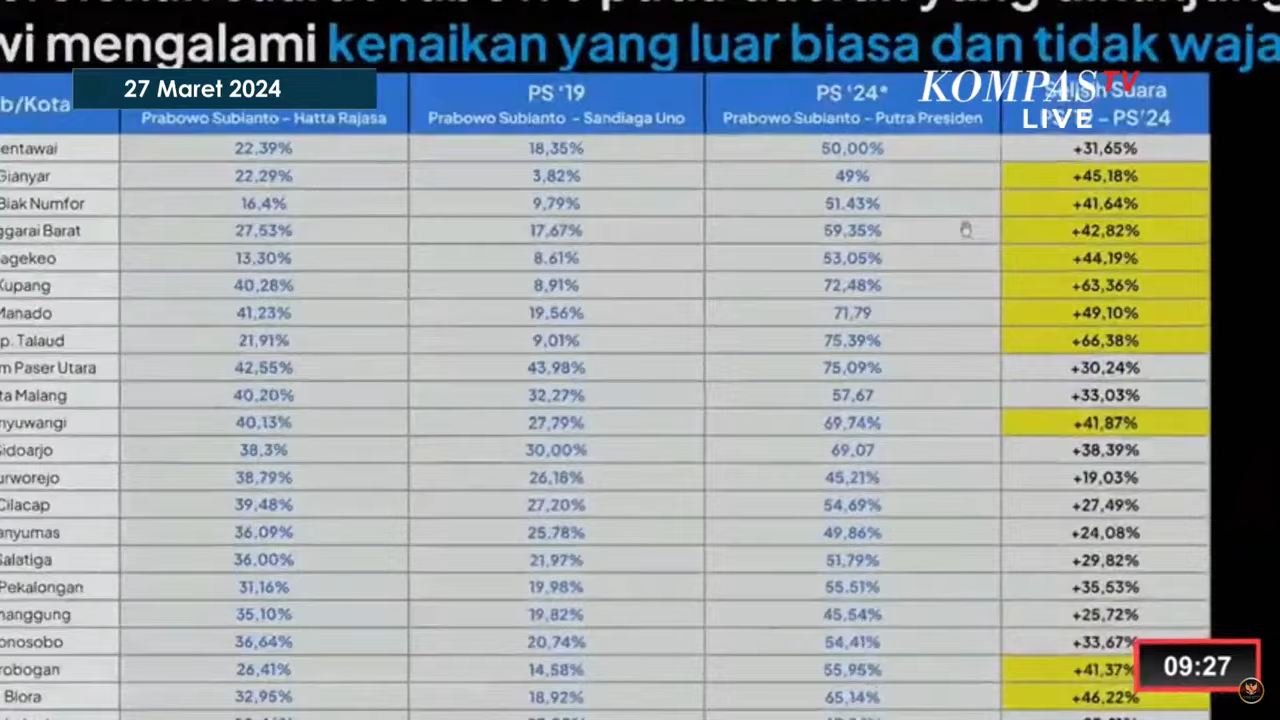 wi mengalami kenaikan yang luar biasa dan tidak waja
27 Maret 2024
KOMPASTV
LIVE
b/Kota PS '19 PS '24* Selisih Suara
Prabowo Subianto – Hatta Rajasa Prabowo Subianto – Sandiaga Uno Prabowo Subianto – Putra Presiden – PS'24
entawai 22,39% 18,35% 50,00% +31,65%
Gianyar 22,29% 3,82% 49% +45,18%
Biak Numfor 16,4% 9,79% 51.43% +41,64%
ggarai Barat 27,53% 17,67% 59,35% +42,82%
agekeo 13,30% 8.61% 53,05% +44,19%
Kupang 40,28% 8,91% 72,48% +63,36%
Manado 41,23% 19,56% 71,79 +49,10%
p. Talaud 21,91% 9,01% 75,39% +66,38%
m Paser Utara 42,55% 43,98% 75,09% +30,24%
ta Malang 40,20% 32,27% 57,67 +33,03%
nyuwangi 40,13% 27,79% 69,74% +41,87%
Sidoarjo 38,3% 30,00% 69,07 +38,39%
urworejo 38,79% 26,18% 45,21% +19,03%
Cilacap 39,48% 27,20% 54,69% +27,49%
anyumas 36,09% 25,78% 49,86% +24,08%
Salatiga 36,00% 21,97% 51,79% +29,82%
Pekalongan 31,16% 19,98% 55.51% +35,53%
nanggung 35,10% 19,82% 45,54% +25,72%
onosobo 36,64% 20,74% 54,41% +33,67%
robogan 26,41% 14,58% 55,95% +41,37%
Blora 32,95% 18,92% 65,14% +46,22%
09:27